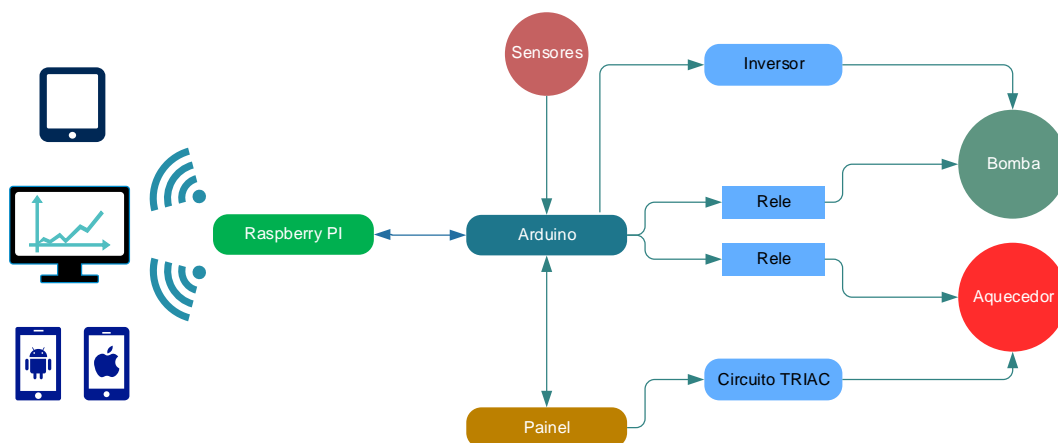 Sensores
Inversor
Bomba
Rele
Raspberry PI
Arduino
Rele
Aquecedor
Circuito TRIAC
Painel